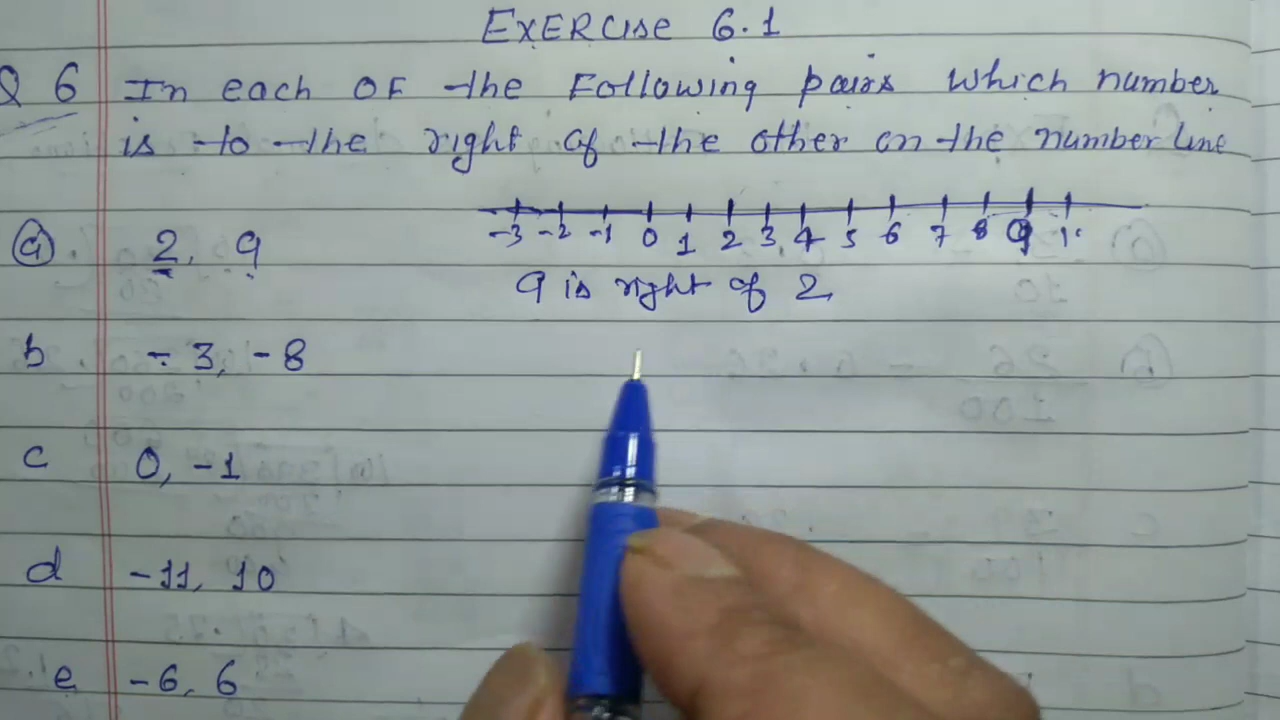 EXERCISE 6.1
Q 6 In each OF the Following pairs which number
is to the right of the other on the number line
-3 -2 -1 0 1 2 3 4 5 6 7 8 9 10
(a) 2, 9
9 is right of 2
b -3, -8
c 0, -1
d -11, 10
e -6, 6